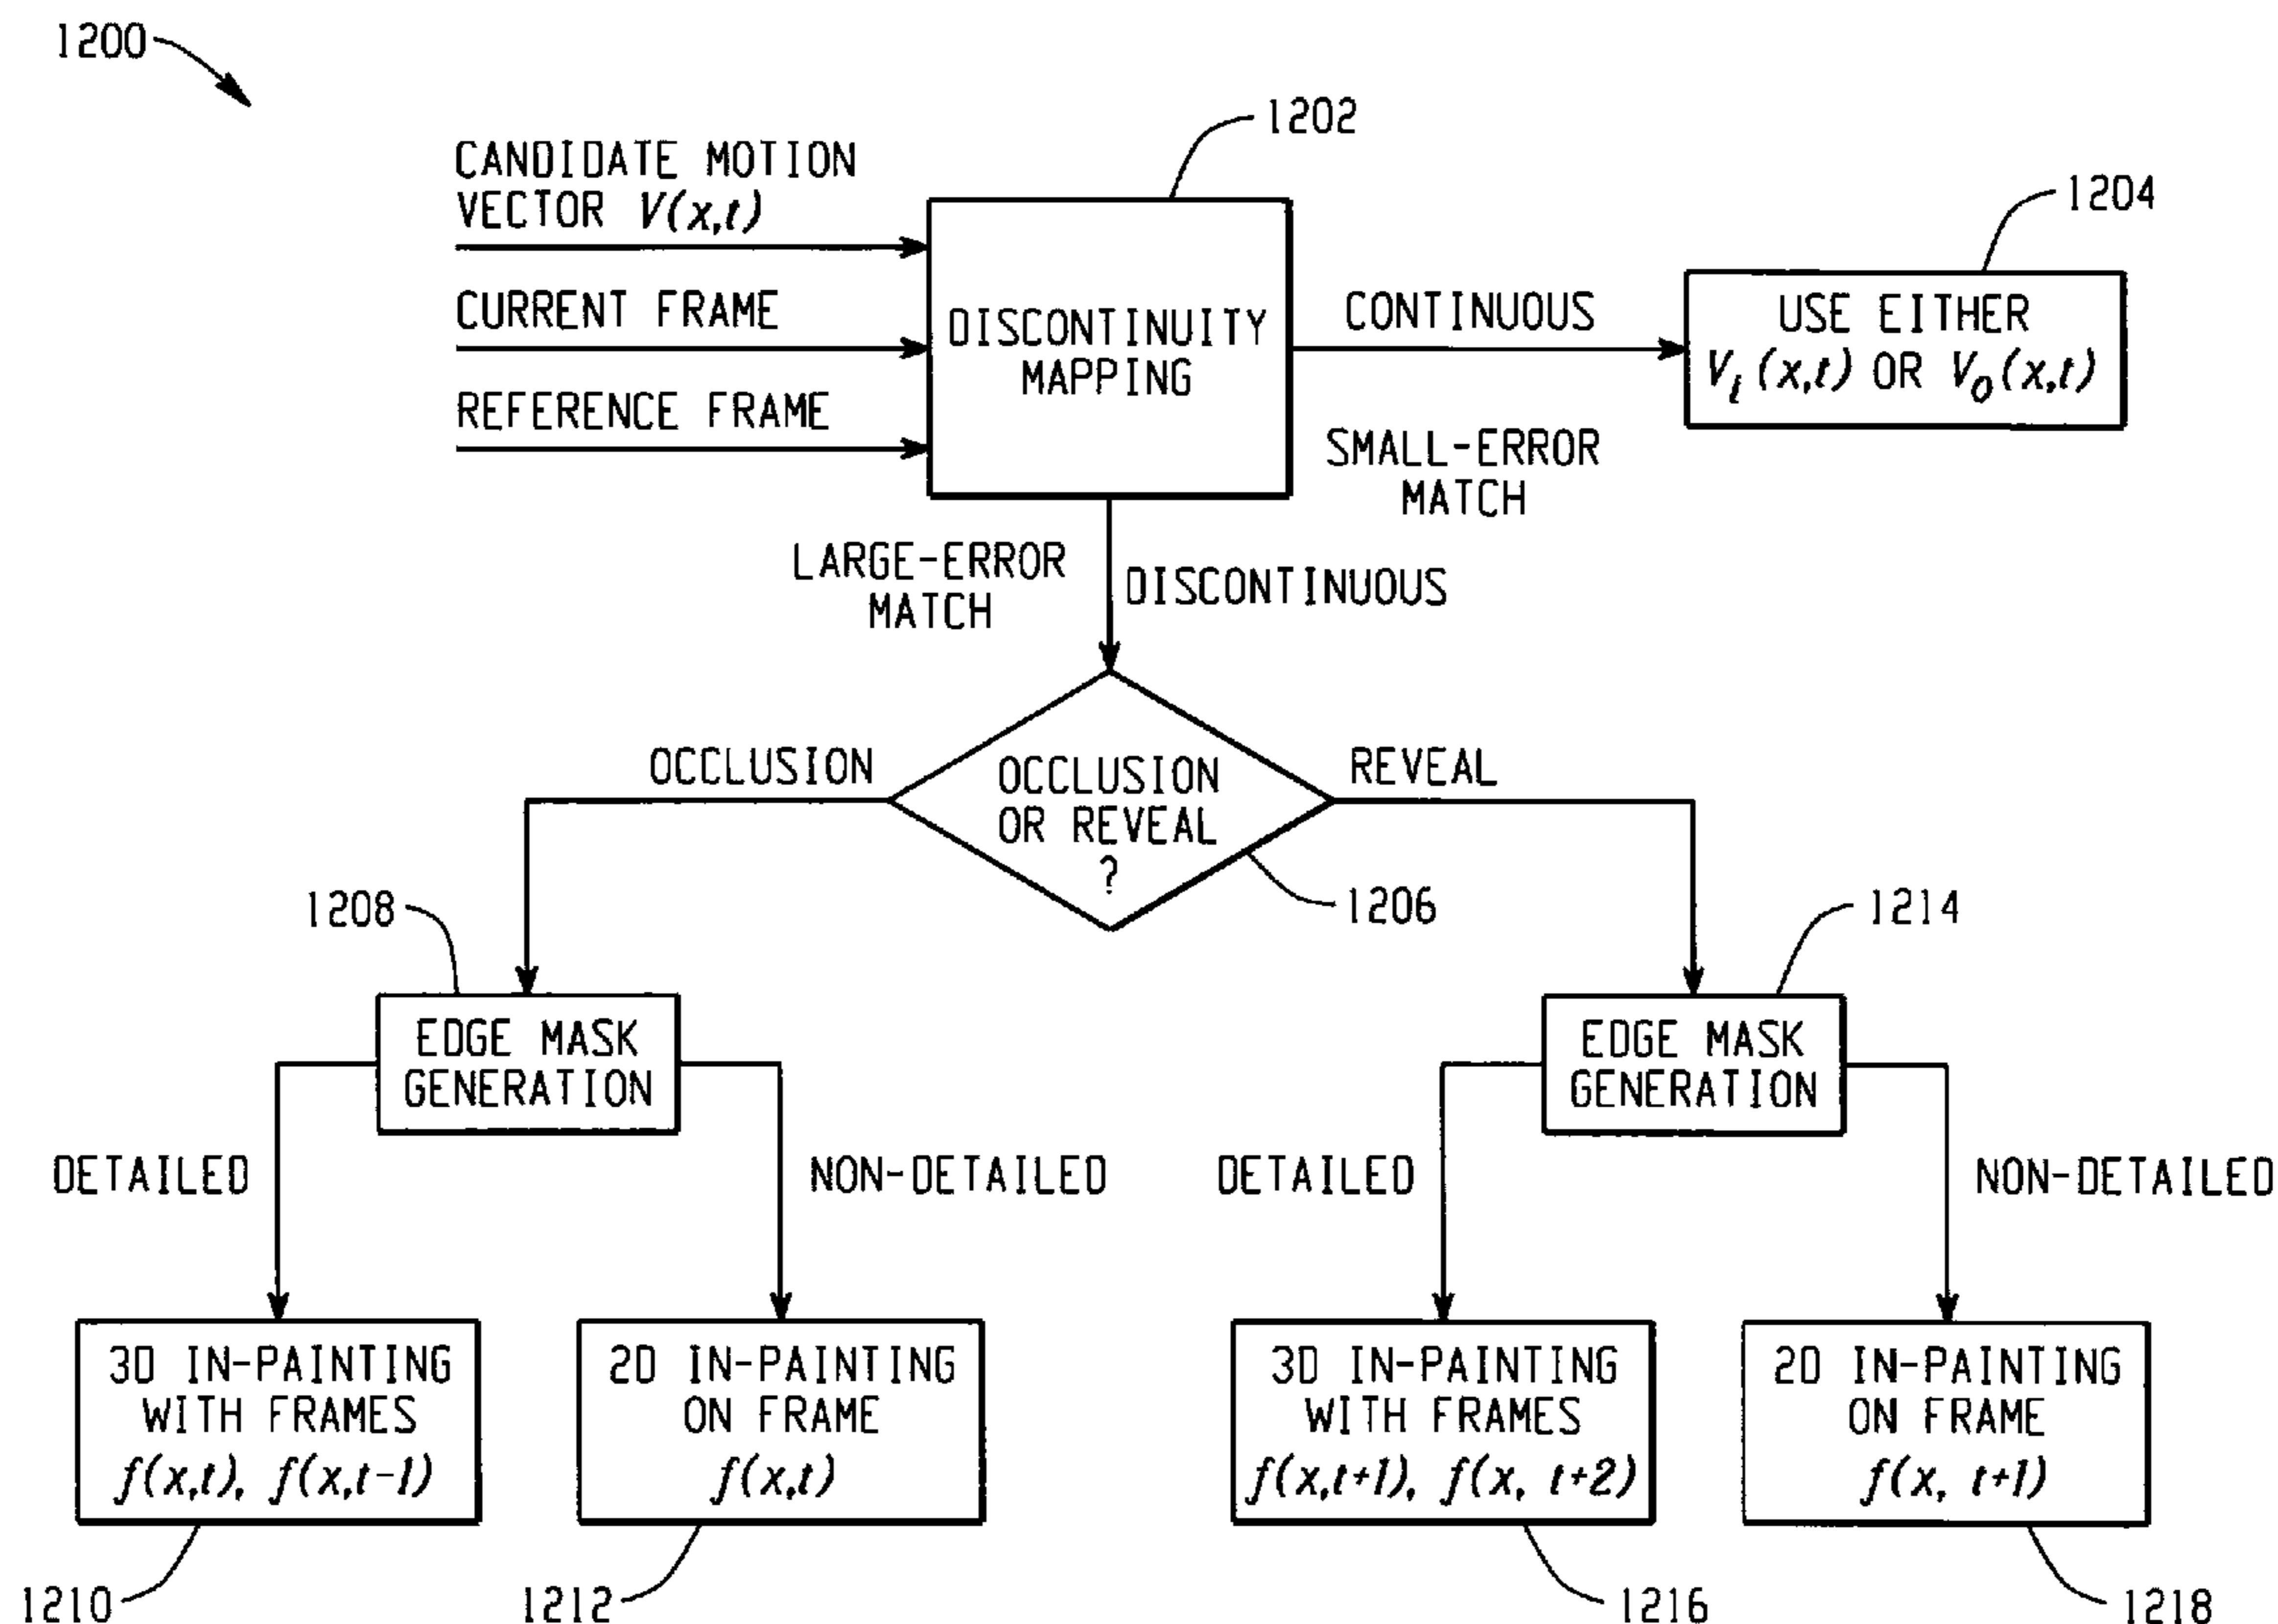 1200
1202
CANDIDATE MOTION
VECTOR V(x,t)
1204
CURRENT FRAME
DISCONTINUITY
MAPPING
CONTINUOUS
USE EITHER
V_i(x,t) OR V_o(x,t)
REFERENCE FRAME
SMALL-ERROR
MATCH
LARGE-ERROR
MATCH
DISCONTINUOUS
OCCLUSION
OCCLUSION
OR REVEAL
?
REVEAL
1206
1208
1214
EDGE MASK
GENERATION
EDGE MASK
GENERATION
DETAILED
NON-DETAILED
DETAILED
NON-DETAILED
3D IN-PAINTING
WITH FRAMES
f(x,t), f(x,t-1)
2D IN-PAINTING
ON FRAME
f(x,t)
3D IN-PAINTING
WITH FRAMES
f(x,t+1), f(x, t+2)
2D IN-PAINTING
ON FRAME
f(x, t+1)
1210
1212
1216
1218